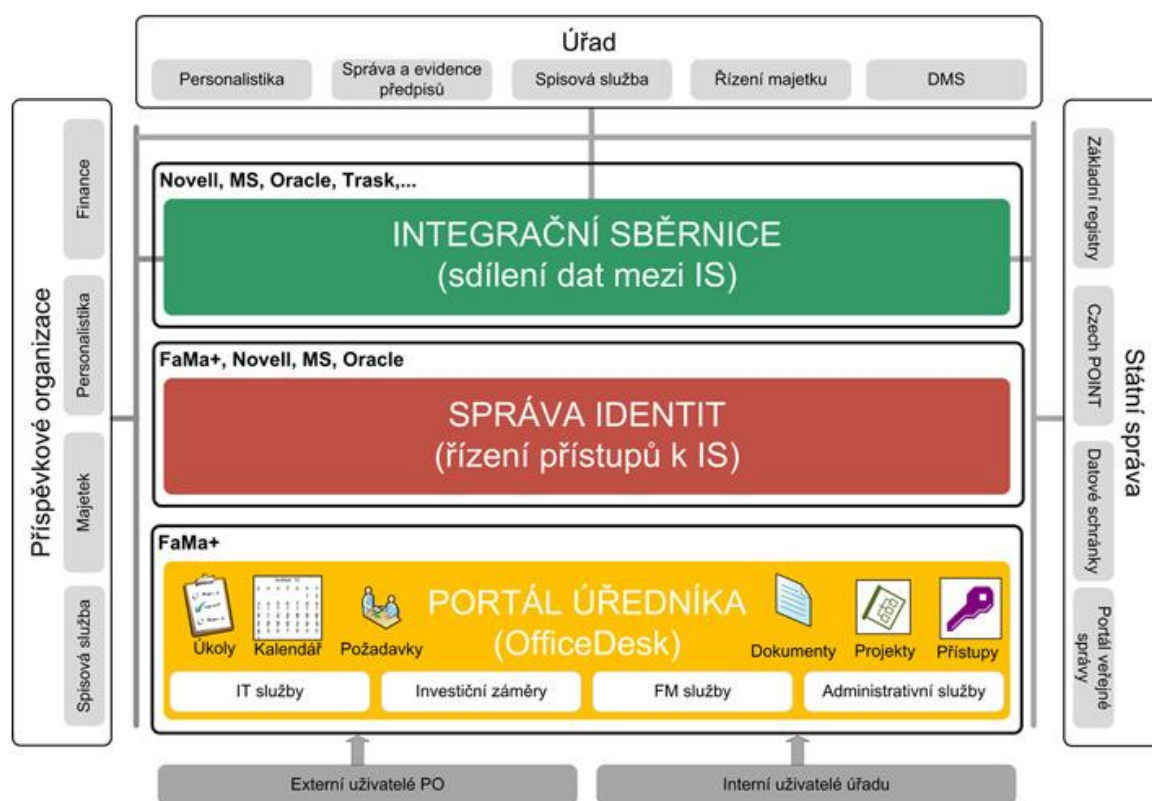 Úřad
Personalistika
Správa a evidence
předpisů
Spisová služba
Řízení majetku
DMS
Příspěvkové organizace
Finance
Personalistika
Majetek
Spisová služba
Novell, MS, Oracle, Trask,...
INTEGRAČNÍ SBĚRNICE
(sdílení dat mezi IS)
FaMa+, Novell, MS, Oracle
SPRÁVA IDENTIT
(řízení přístupů k IS)
FaMa+
PORTÁL ÚŘEDNÍKA
(OfficeDesk)
Úkoly
Kalendář
Požadavky
Dokumenty
Projekty
Přístupy
IT služby
Investiční záměry
FM služby
Administrativní služby
Státní správa
Základní registry
Czech POINT
Datové schránky
Portál veřejné
správy
Externí uživatelé PO
Interní uživatelé úřadu